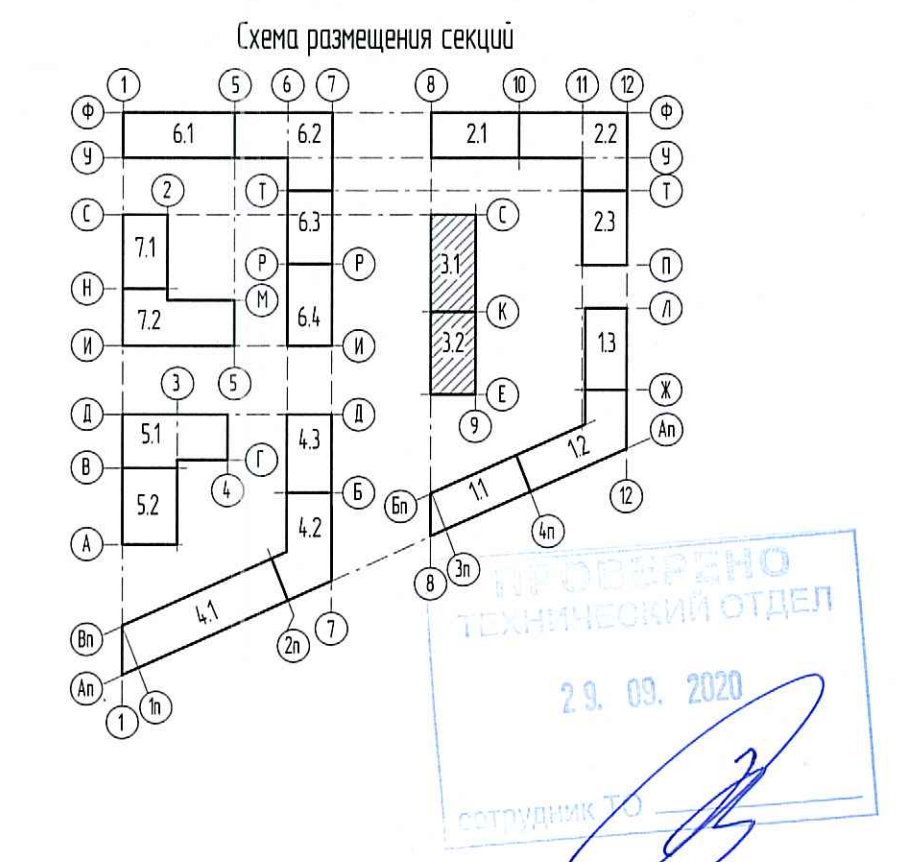 Схема размещения секций
1 5 6 7 8 10 11 12
Ф 6.1 6.2 2.1 2.2 Ф
У У
2 Т Т
С 7.1 6.3 С 2.3
Р Р 3.1 П
Н М К Л
7.2 6.4 1.3
И И 3.2
3 5 Е Ж
Д 5.1 Д 9
4.3 1.2 Ап
В Г
4 Б 1.1 12
5.2 Бп
А 4.2 4п
8 3п
4.1
Вп 2п 7
Ап 1п
1
ПРОВЕРЕНО
ТЕХНИЧЕСКИЙ ОТДЕЛ
29. 09. 2020
сотрудник ТО